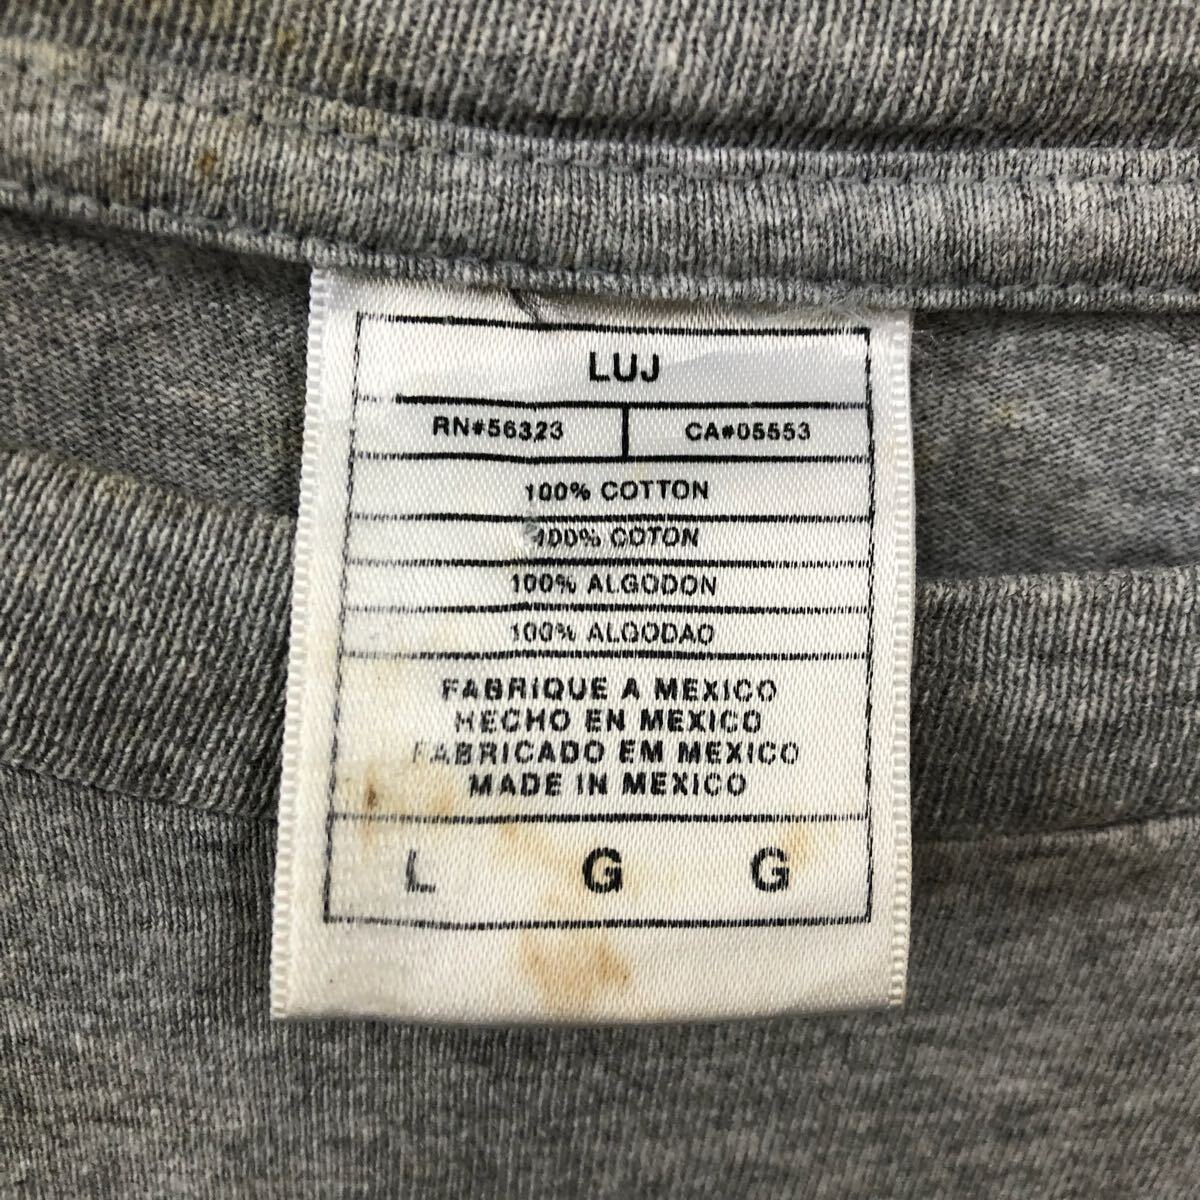 LUJ
RN#56323 CA#05553
100% COTTON
100% COTON
100% ALGODON
100% ALGODAO
FABRIQUE A MEXICO
HECHO EN MEXICO
FABRICADO EM MEXICO
MADE IN MEXICO
L G G